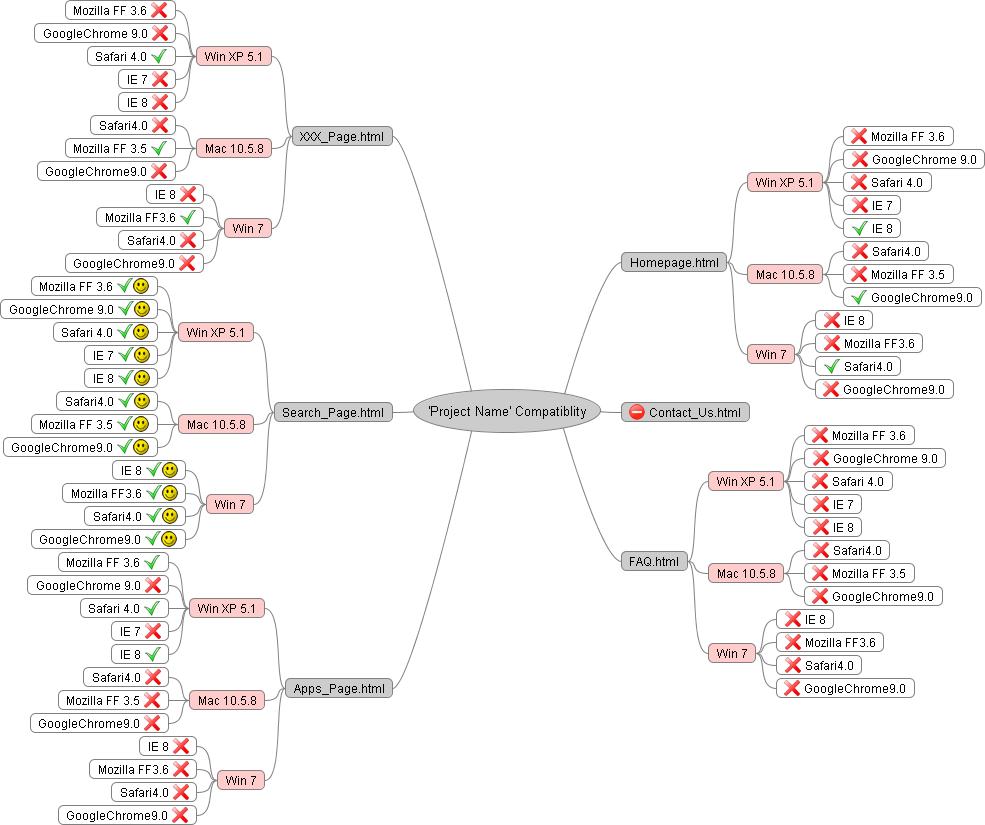 'Project Name' Compatiblity
XXX_Page.html
Win XP 5.1
Mozilla FF 3.6
GoogleChrome 9.0
Safari 4.0
IE 7
IE 8
Mac 10.5.8
Safari4.0
Mozilla FF 3.5
GoogleChrome9.0
Win 7
IE 8
Mozilla FF3.6
Safari4.0
GoogleChrome9.0
Search_Page.html
Win XP 5.1
Mozilla FF 3.6
GoogleChrome 9.0
Safari 4.0
IE 7
IE 8
Mac 10.5.8
Safari4.0
Mozilla FF 3.5
GoogleChrome9.0
Win 7
IE 8
Mozilla FF3.6
Safari4.0
GoogleChrome9.0
Apps_Page.html
Win XP 5.1
Mozilla FF 3.6
GoogleChrome 9.0
Safari 4.0
IE 7
IE 8
Mac 10.5.8
Safari4.0
Mozilla FF 3.5
GoogleChrome9.0
Win 7
IE 8
Mozilla FF3.6
Safari4.0
GoogleChrome9.0
Homepage.html
Win XP 5.1
Mozilla FF 3.6
GoogleChrome 9.0
Safari 4.0
IE 7
IE 8
Mac 10.5.8
Safari4.0
Mozilla FF 3.5
GoogleChrome9.0
Win 7
IE 8
Mozilla FF3.6
Safari4.0
GoogleChrome9.0
Contact_Us.html
FAQ.html
Win XP 5.1
Mozilla FF 3.6
GoogleChrome 9.0
Safari 4.0
IE 7
IE 8
Mac 10.5.8
Safari4.0
Mozilla FF 3.5
GoogleChrome9.0
Win 7
IE 8
Mozilla FF3.6
Safari4.0
GoogleChrome9.0